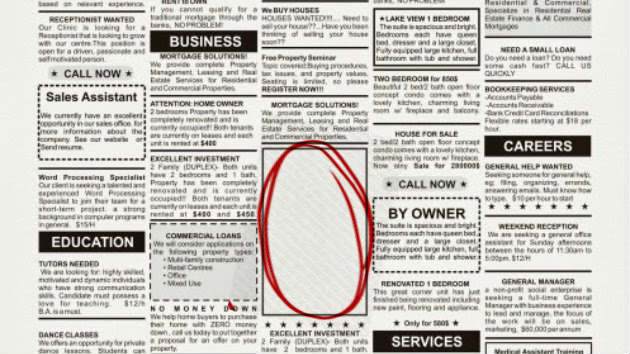 based on relevent experience.
RECEPTIONIST WANTED
Our Clinic is looking for a
Receptionist that is looking to grow
with our centre. This position is
open for a driven, passionate and
self motivated person.
★ CALL NOW ★
Sales Assistant
We currently have an excellent
opportunity in our sales office. For
more information about the
company. See our website or
Send resume.
Word Processing Specialist
Our client is seeking a talented and
experienced Word Processing
Specialist to join their team for a
short-term project. a strong
background in computer programs
in general. $15/H
EDUCATION
TUTORS NEEDED
We are looking for: highly skilled,
motivated and dynamic individuals
who have strong communication
skills. Candidate must possess a
love for teaching. $12/h
B.A. is a must.
DANCE CLASSES
We offers an opportunity for private
dance lessons. Students can
RENT to OWN
If you cannot qualify for a
traditional mortgage through the
banks, NO PROBLEM!
BUSINESS
MORTGAGE SOLUTIONS!
We provide complete Property
Management, Leasing and Real
Estate Services for Residential
and Commercial Properties.
ATTENTION: HOME OWNER
2 bedrooms Property has been
completely renovated and is
currently occupied! Both tenants
are currently on leases and each
unit is rented at $400
EXCELLENT INVESTMENT
2 Family (DUPLEX)- Both units
have 2 bedrooms and 1 bath.
Property has been completely
renovated and is currently
occupied!! Both tenants are
currently on leases and each unit is
rented at $400 and $450.
COMMERCIAL LOANS
We will consider applications on
the following property types:
• Multi-family construction
• Retail Centres
• Office
• Mixed Use
NO MONEY DOWN
We help home buyers to purchase
their home with ZERO money
down, call us today to put together
a proposal for an offer on your
property.
We BUY HOUSES
HOUSES WANTED!!!... Need to
sell your house?.. Have you been
thinking of selling your house
soon??
Free Property Seminar
Topic covered:Buying procedures,
tax issues, and property values.
Seating is limited, so please
REGISTER NOW!!!
MORTGAGE SOLUTIONS!
We provide complete Property
Management, Leasing and Real
Estate Services for Residential
and Commercial Properties.
★ ★ ★ ★ ★ ★ ★
EXCELLENT INVESTMENT
2 Family (DUPLEX)- Both units
have 2 bedrooms and 1 bath.
★ LAKE VIEW 1 BEDROOM
The suite is spacious and bright.
Bedrooms each have queen
bed, dresser and a large closet.
Fully equipped large kitchen, full
bathroom with tub and shower.
TWO BEDROOM for 850$
Beautiful 2 bed/2 bath open floor
concept condo comes with a
lovely kitchen, charming living
room w/ fireplace and balcony.
HOUSE FOR SALE
2 bed/2 bath open floor concept
condo comes with a lovely kitchen,
charming living room w/ fireplace.
Now Sale for 280000$
★ CALL NOW ★
BY OWNER
The suite is spacious and bright.
Bedrooms each have queen bed,
dresser and a large closet.
Fully equipped large kitchen, full
bathroom with tub and shower.
RENOVATED 1 BEDROOM
This great corner unit has just
finished being renovated including
new paint, flooring and appliance.
★ Only for 580$ ★
SERVICES
Residential & Commercial,
Specialize in Residential Real
Estate Finance & All Commercial
Mortgages
NEED A SMALL LOAN
Do you need a loan? Do you need
some cash fast? CALL US
QUICKLY
BOOKKEEPING SERVICES
-Accounts Payable
-Accounts Receivable
-Bank Credit Card Reconciliations
Flexible rates starting at $18 per
hour.
CAREERS
GENERAL HELP WANTED
Seeking someone for general help,
eg: filing, organizing, errends,
answering emails. Must know how
to type. $10 per hour to start
★ ★ ★ ★ ★ ★ ★
WEEKEND RECEPTION
We are seeking a general office
assistant for Sunday afternoons
between the hours of 11.30am to
5:00pm. $12/H
GENERAL MANAGER
a non-profit social enterprise is
seeking a full-time General
Manager with business experience
to lead and manage, the focus of
the work will be on sales,
marketing, $60,000 per annum
Medical Assistant Training